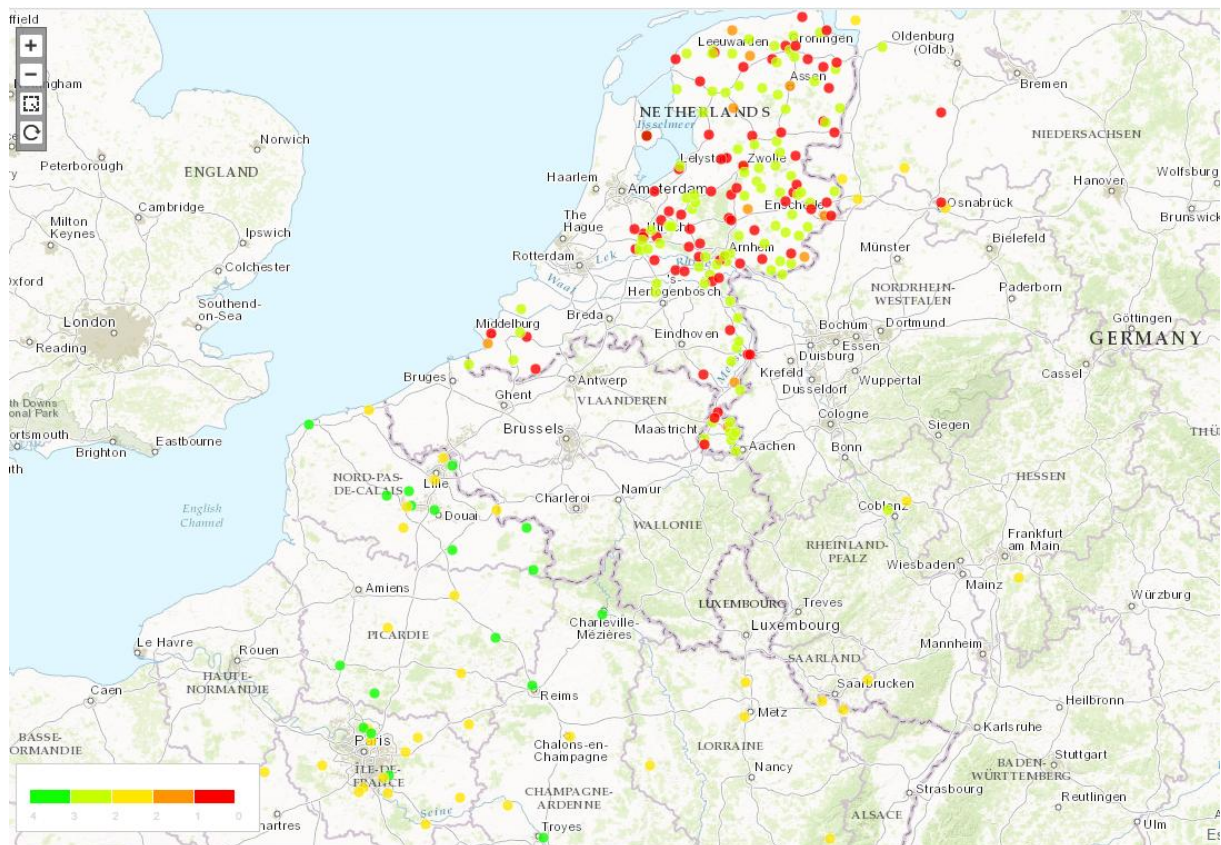 ffield
Oldenburg
(Oldb.)
Leeuwarden
Groningen
Bremen
Assen
+
−
NETHERLANDS
IJsselmeer
NIEDERSACHSEN
Norwich
Peterborough
ENGLAND
Lelystad
Zwolle
Haarlem
Amsterdam
Hanover
Wolfsburg
Cambridge
Enschede
Osnabrück
Brunswick
Milton
Keynes
Ipswich
The
Hague
Utrecht
Bielefeld
Colchester
Rotterdam
Lek
Arnhem
Münster
Oxford
Waal
's-
Hertogenbosch
NORDRHEIN-
WESTFALEN
Paderborn
Southend-
on-Sea
London
Middelburg
Breda
Göttingen
Reading
Eindhoven
Bochum
Dortmund
Essen
GERMANY
Duisburg
Bruges
Antwerp
Krefeld
Wuppertal
Cassel
Dusseldorf
th Downs
ional Park
Ghent
VLAANDEREN
ortsmouth
Brighton
Eastbourne
Brussels
Maastricht
Cologne
Siegen
Aachen
Bonn
HESSEN
NORD-PAS-
DE-CALAIS
Lille
Charleroi
Namur
English
Channel
Douai
Coblenz
WALLONIE
Frankfurt
am Main
RHEINLAND-
PFALZ
Wiesbaden
Mainz
Amiens
LUXEMBOURG
Treves
Würzburg
Charleville-
Mézières
Luxembourg
PICARDIE
Le Havre
Rouen
Mannheim
SAARLAND
HAUTE-
NORMANDIE
Saarbrucken
Caen
Reims
Heilbronn
Metz
Karlsruhe
BASSE-
NORMANDIE
Paris
Chalons-en-
Champagne
LORRAINE
Stuttgart
ÎLE-DE-
FRANCE
Nancy
BADEN-
WÜRTTEMBERG
CHAMPAGNE-
ARDENNE
Strasbourg
Reutlingen
4 3 2 2 1 0
Seine
ALSACE
hartres
Troyes
Ulm
Es